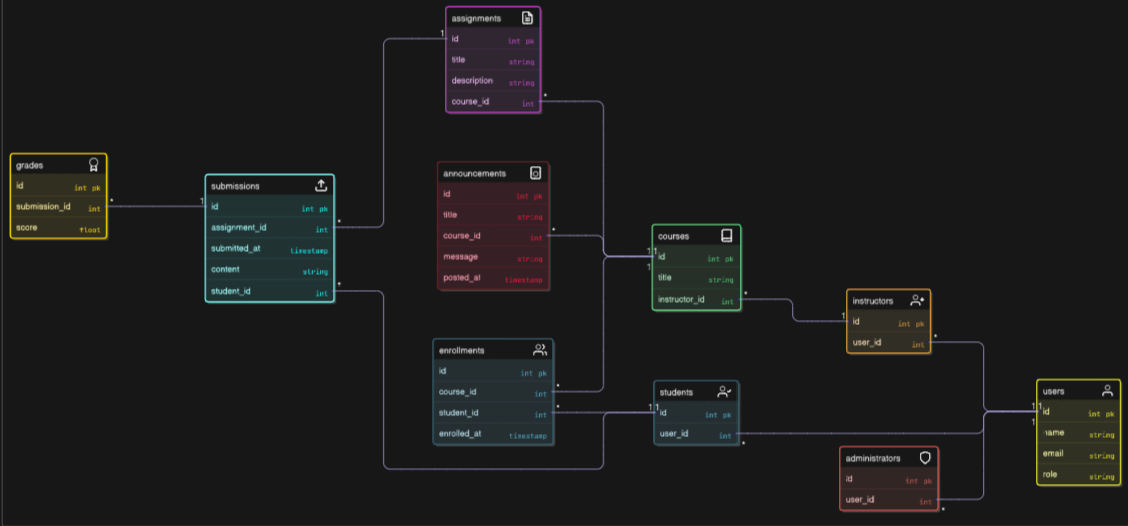 assignments
id int pk
title string
description string
course_id int
grades
id int pk
submission_id int
score float
submissions
id int pk
assignment_id int
submitted_at timestamp
content string
student_id int
announcements
id int pk
title string
course_id int
message string
posted_at timestamp
courses
id int pk
title string
instructor_id int
instructors
id int pk
user_id int
enrollments
id int pk
course_id int
student_id int
enrolled_at timestamp
students
id int pk
user_id int
users
id int pk
name string
email string
role string
administrators
id int pk
user_id int
1
*
1
*
*
*
*
1
1
1
*
1
*
*
*
1
1
*
*
*
1
1
1